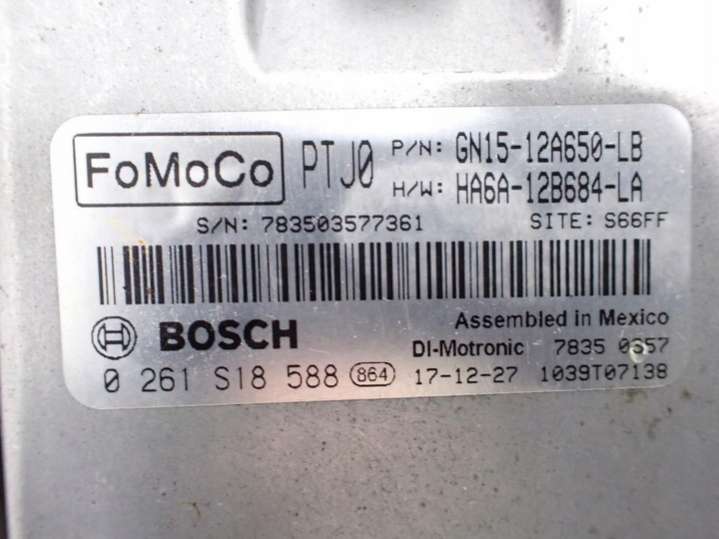 FoMoCo PTJ0 P/N: GN15-12A650-LB
H/W: HA6A-12B684-LA
S/N: 783503577361 SITE: S66FF
BOSCH Assembled in Mexico
DI-Motronic 7835 0357
0 261 S18 588 864 17-12-27 1039T07138